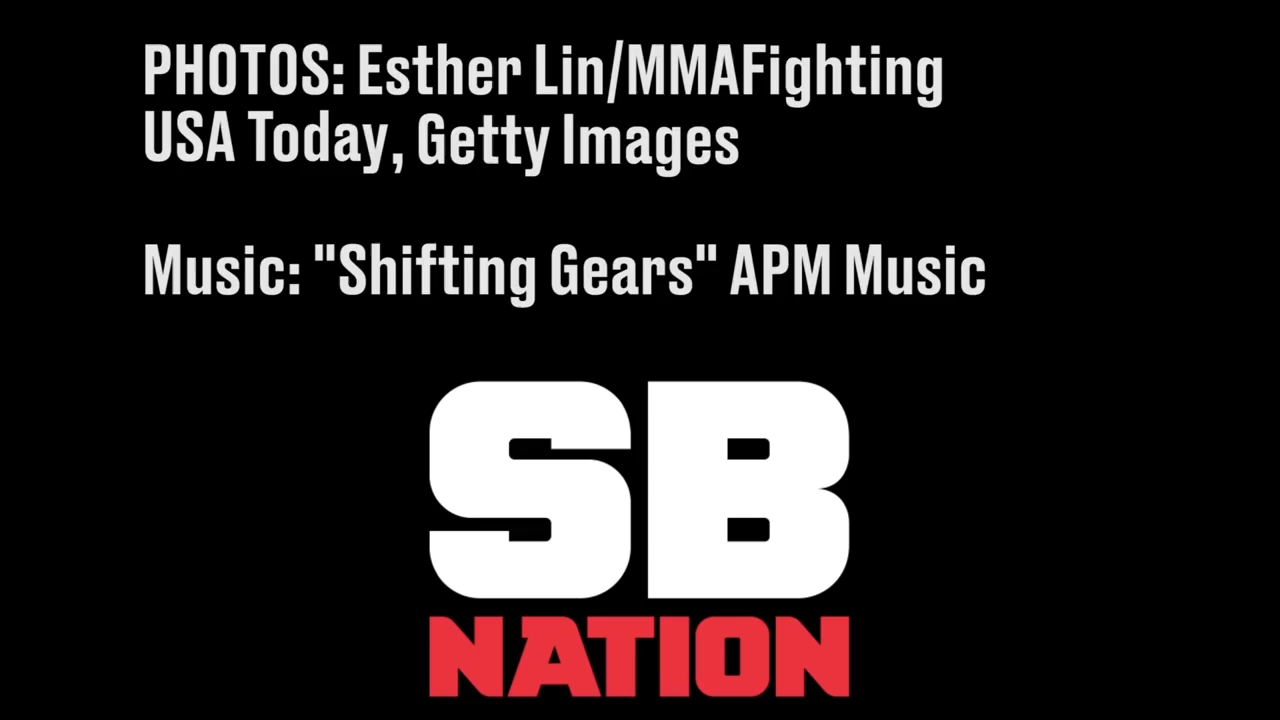 PHOTOS: Esther Lin/MMAFighting
USA Today, Getty Images
Music: "Shifting Gears" APM Music
SB
NATION